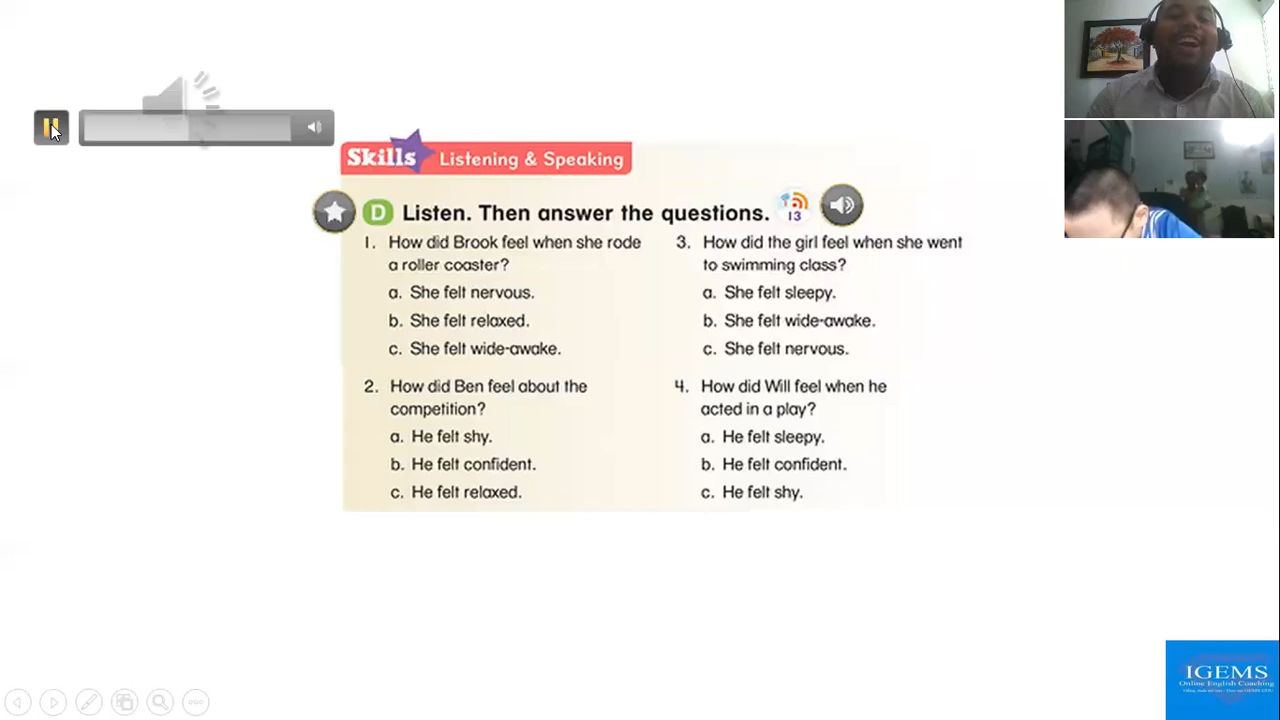 Skills Listening & Speaking
D Listen. Then answer the questions. 13
1. How did Brook feel when she rode
a roller coaster?
a. She felt nervous.
b. She felt relaxed.
c. She felt wide-awake.
2. How did Ben feel about the
competition?
a. He felt shy.
b. He felt confident.
c. He felt relaxed.
3. How did the girl feel when she went
to swimming class?
a. She felt sleepy.
b. She felt wide-awake.
c. She felt nervous.
4. How did Will feel when he
acted in a play?
a. He felt sleepy.
b. He felt confident.
c. He felt shy.
IGEMS
Online English Coaching